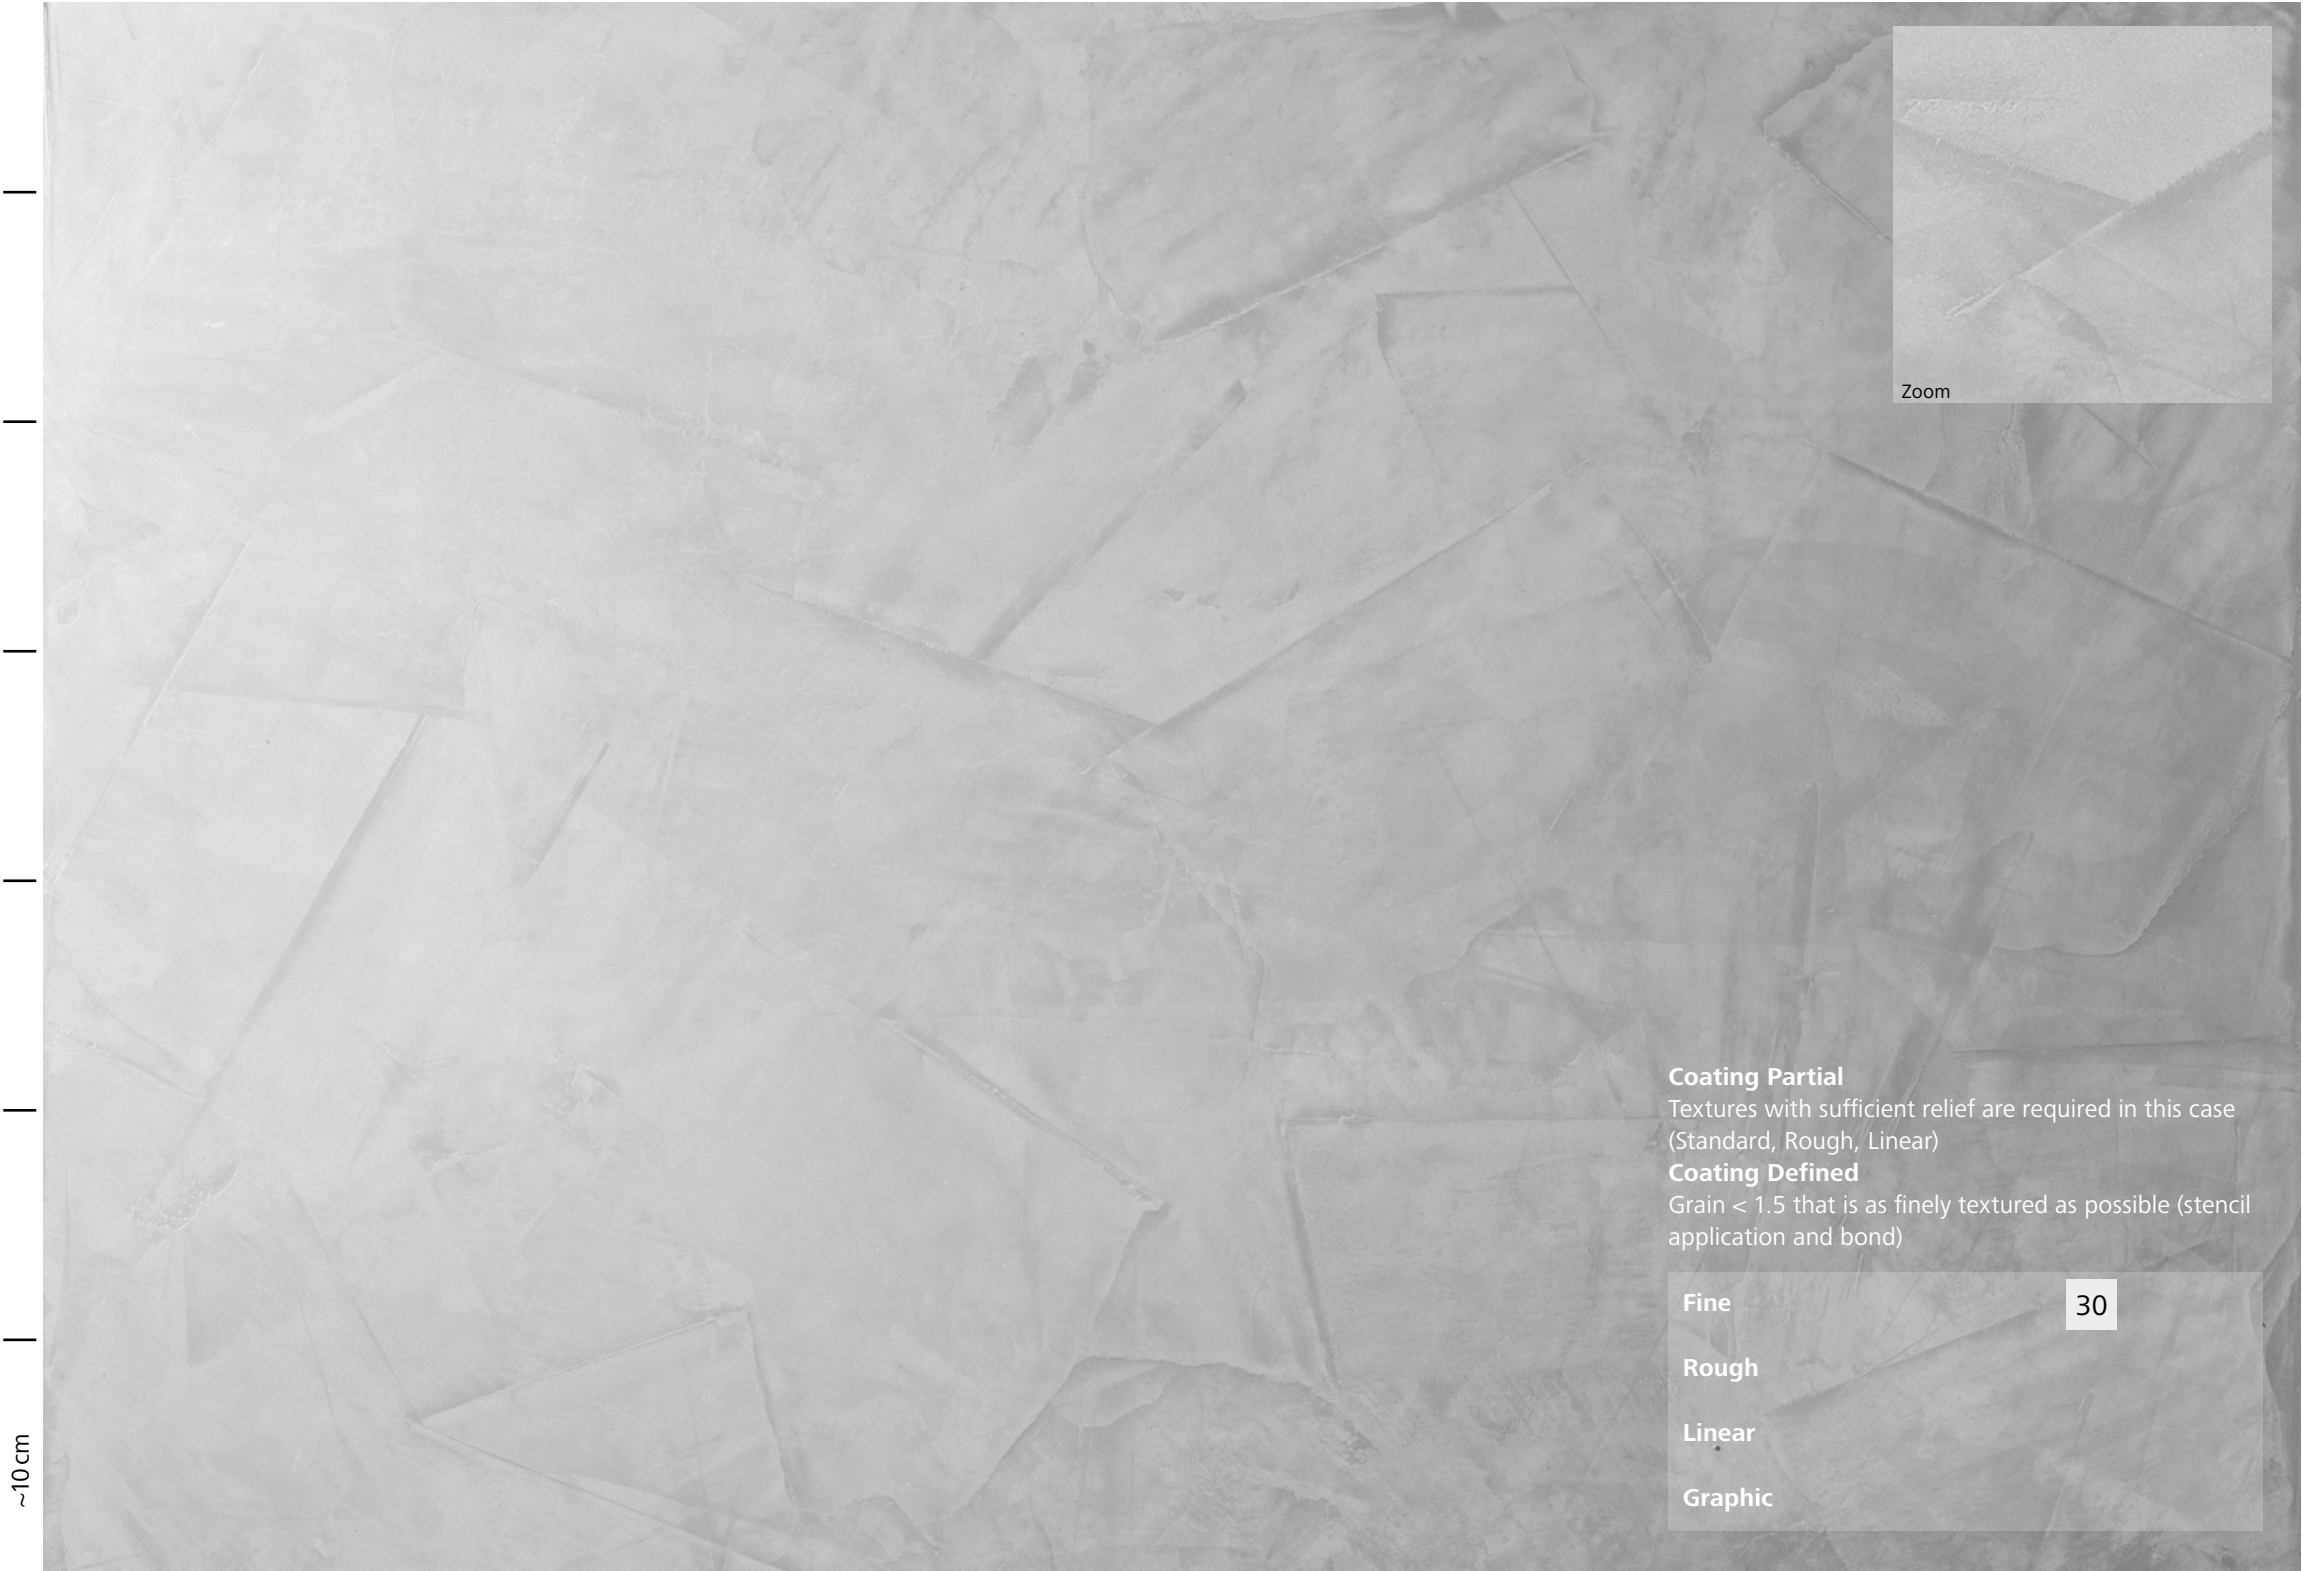 Zoom
Coating Partial
Textures with sufficient relief are required in this case
(Standard, Rough, Linear)
Coating Defined
Grain < 1.5 that is as finely textured as possible (stencil
application and bond)
Fine 30
Rough
Linear
Graphic
~10 cm